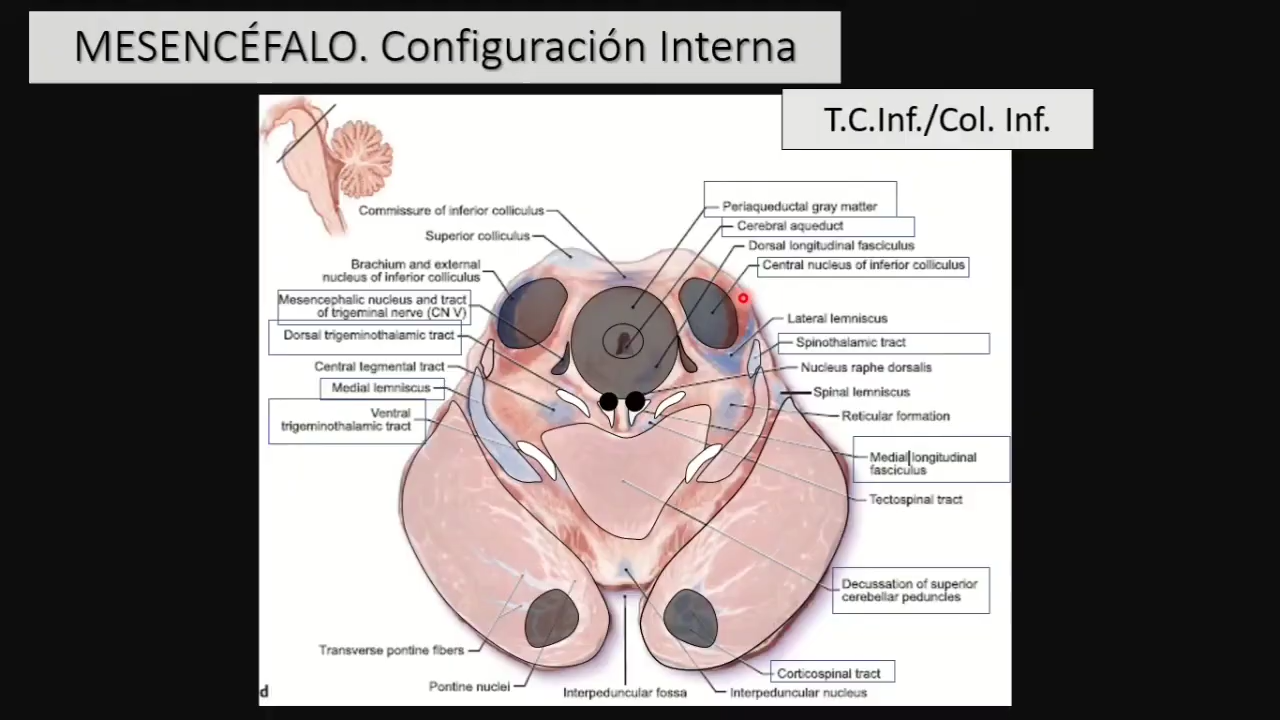 MESENCÉFALO. Configuración Interna
T.C.Inf./Col. Inf.
Commissure of inferior colliculus
Superior colliculus
Brachium and external
nucleus of inferior colliculus
Mesencephalic nucleus and tract
of trigeminal nerve (CN V)
Dorsal trigeminothalamic tract
Central tegmental tract
Medial lemniscus
Ventral
trigeminothalamic tract
Transverse pontine fibers
Pontine nuclei
Interpeduncular fossa
Periaqueductal gray matter
Cerebral aqueduct
Dorsal longitudinal fasciculus
Central nucleus of inferior colliculus
Lateral lemniscus
Spinothalamic tract
Nucleus raphe dorsalis
Spinal lemniscus
Reticular formation
Medial longitudinal
fasciculus
Tectospinal tract
Decussation of superior
cerebellar peduncles
Corticospinal tract
Interpeduncular nucleus
d